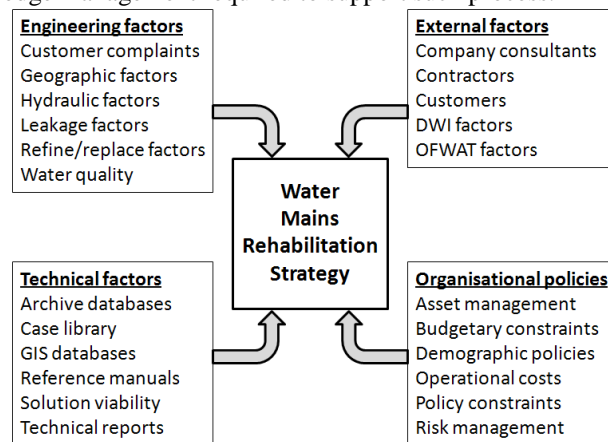 Engineering factors
Customer complaints
Geographic factors
Hydraulic factors
Leakage factors
Refine/replace factors
Water quality
External factors
Company consultants
Contractors
Customers
DWI factors
OFWAT factors
Water
Mains
Rehabilitation
Strategy
Technical factors
Archive databases
Case library
GIS databases
Reference manuals
Solution viability
Technical reports
Organisational policies
Asset management
Budgetary constraints
Demographic policies
Operational costs
Policy constraints
Risk management